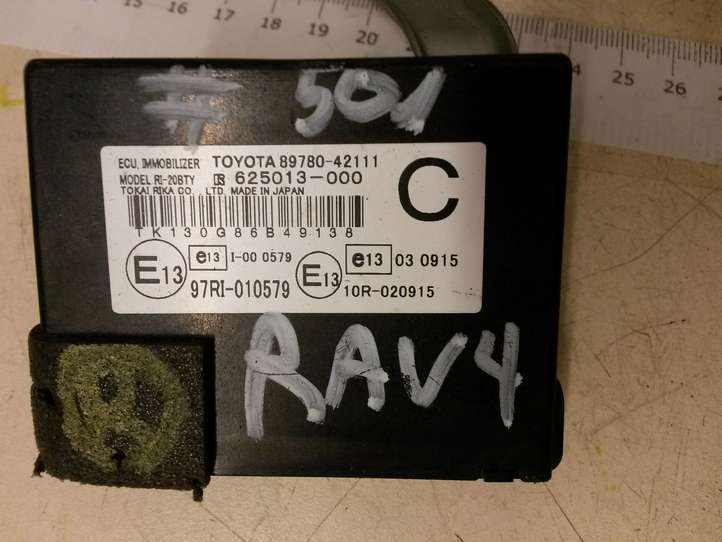 15 16 17 18 19 20 24 25 26
# 501
ECU, IMMOBILIZER TOYOTA 89780-42111
MODEL RI-20BTY R 625013-000
TOKAI RIKA CO., LTD. MADE IN JAPAN
C
TK130G86B49138
E13 e13 I-00 0579 E13 e13 03 0915
97RI-010579 10R-020915
RAV4